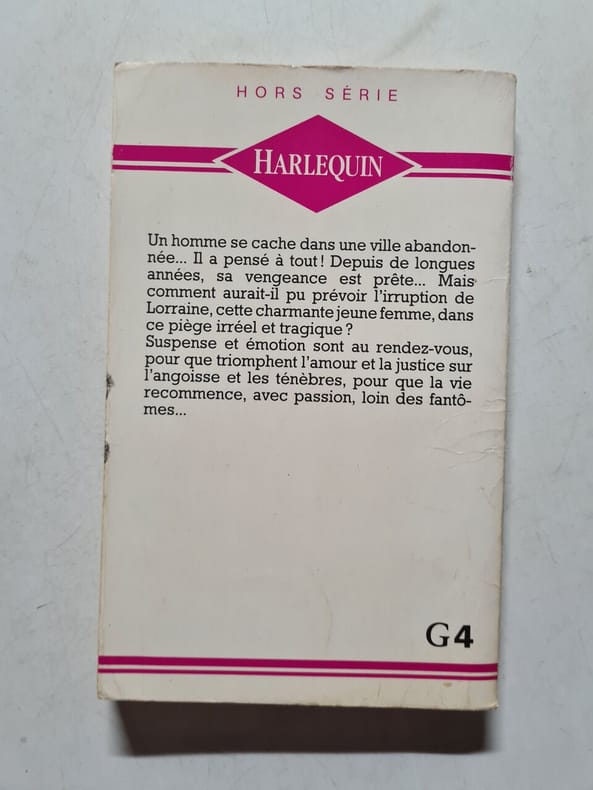 HORS SÉRIE
HARLEQUIN
Un homme se cache dans une ville abandon-
née... Il a pensé à tout! Depuis de longues
années, sa vengeance est prête... Mais
comment aurait-il pu prévoir l'irruption de
Lorraine, cette charmante jeune femme, dans
ce piège irréel et tragique ?
Suspense et émotion sont au rendez-vous,
pour que triomphent l'amour et la justice sur
l'angoisse et les ténèbres, pour que la vie
recommence, avec passion, loin des fantô-
mes...
G4